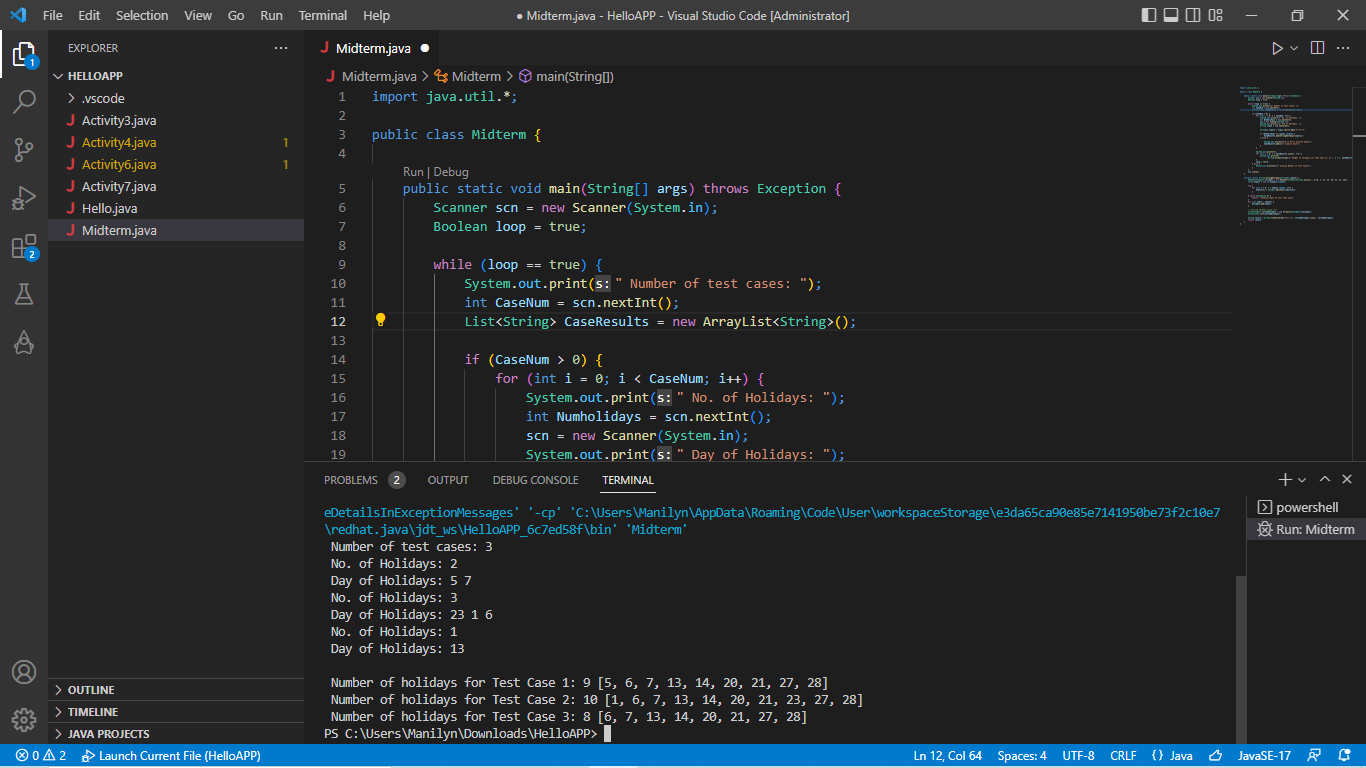 File Edit Selection View Go Run Terminal Help ● Midterm.java - HelloAPP - Visual Studio Code [Administrator]
EXPLORER ...
HELLOAPP
.vscode
Activity3.java
Activity4.java 1
Activity6.java 1
Activity7.java
Hello.java
Midterm.java
OUTLINE
TIMELINE
JAVA PROJECTS
1
2
Midterm.java ●
Midterm.java > Midterm > main(String[])
1 import java.util.*;
2
3 public class Midterm {
4
Run | Debug
5 public static void main(String[] args) throws Exception {
6 Scanner scn = new Scanner(System.in);
7 Boolean loop = true;
8
9 while (loop == true) {
10 System.out.print(s:" Number of test cases: ");
11 int CaseNum = scn.nextInt();
12 List<String> CaseResults = new ArrayList<String>();
13
14 if (CaseNum > 0) {
15 for (int i = 0; i < CaseNum; i++) {
16 System.out.print(s:" No. of Holidays: ");
17 int Numholidays = scn.nextInt();
18 scn = new Scanner(System.in);
19 System.out.print(s:" Day of Holidays: ");
PROBLEMS 2 OUTPUT DEBUG CONSOLE TERMINAL
eDetailsInExceptionMessages' '-cp' 'C:\Users\Manilyn\AppData\Roaming\Code\User\workspaceStorage\e3da65ca90e85e7141950be73f2c10e7
\redhat.java\jdt_ws\HelloAPP_6c7ed58f\bin' 'Midterm'
Number of test cases: 3
No. of Holidays: 2
Day of Holidays: 5 7
No. of Holidays: 3
Day of Holidays: 23 1 6
No. of Holidays: 1
Day of Holidays: 13
Number of holidays for Test Case 1: 9 [5, 6, 7, 13, 14, 20, 21, 27, 28]
Number of holidays for Test Case 2: 10 [1, 6, 7, 13, 14, 20, 21, 23, 27, 28]
Number of holidays for Test Case 3: 8 [6, 7, 13, 14, 20, 21, 27, 28]
PS C:\Users\Manilyn\Downloads\HelloAPP>
powershell
Run: Midterm
0 2 Launch Current File (HelloAPP) Ln 12, Col 64 Spaces: 4 UTF-8 CRLF {} Java JavaSE-17